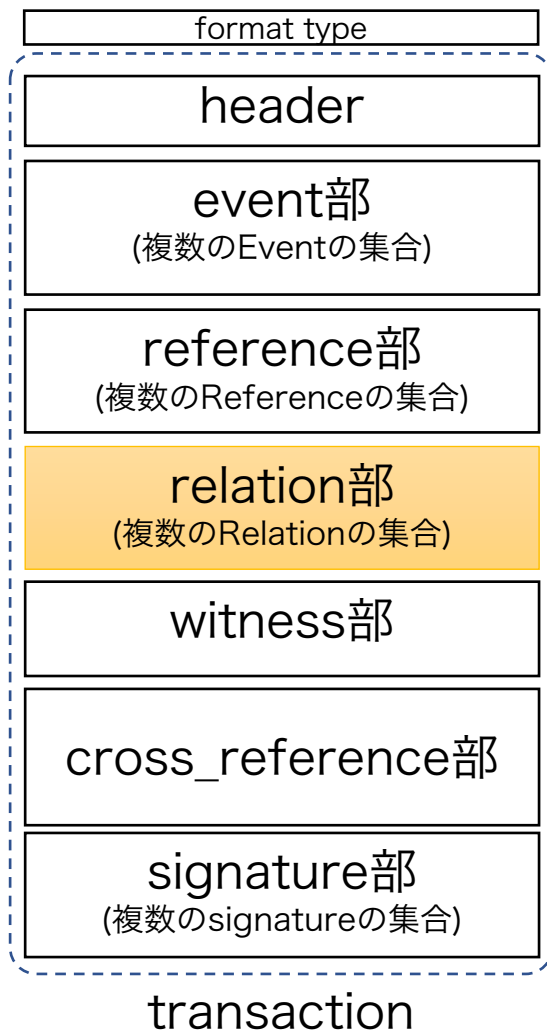 format type
header
event部
(複数のEventの集合)
reference部
(複数のReferenceの集合)
relation部
(複数のRelationの集合)
witness部
cross_reference部
signature部
(複数のsignatureの集合)
transaction